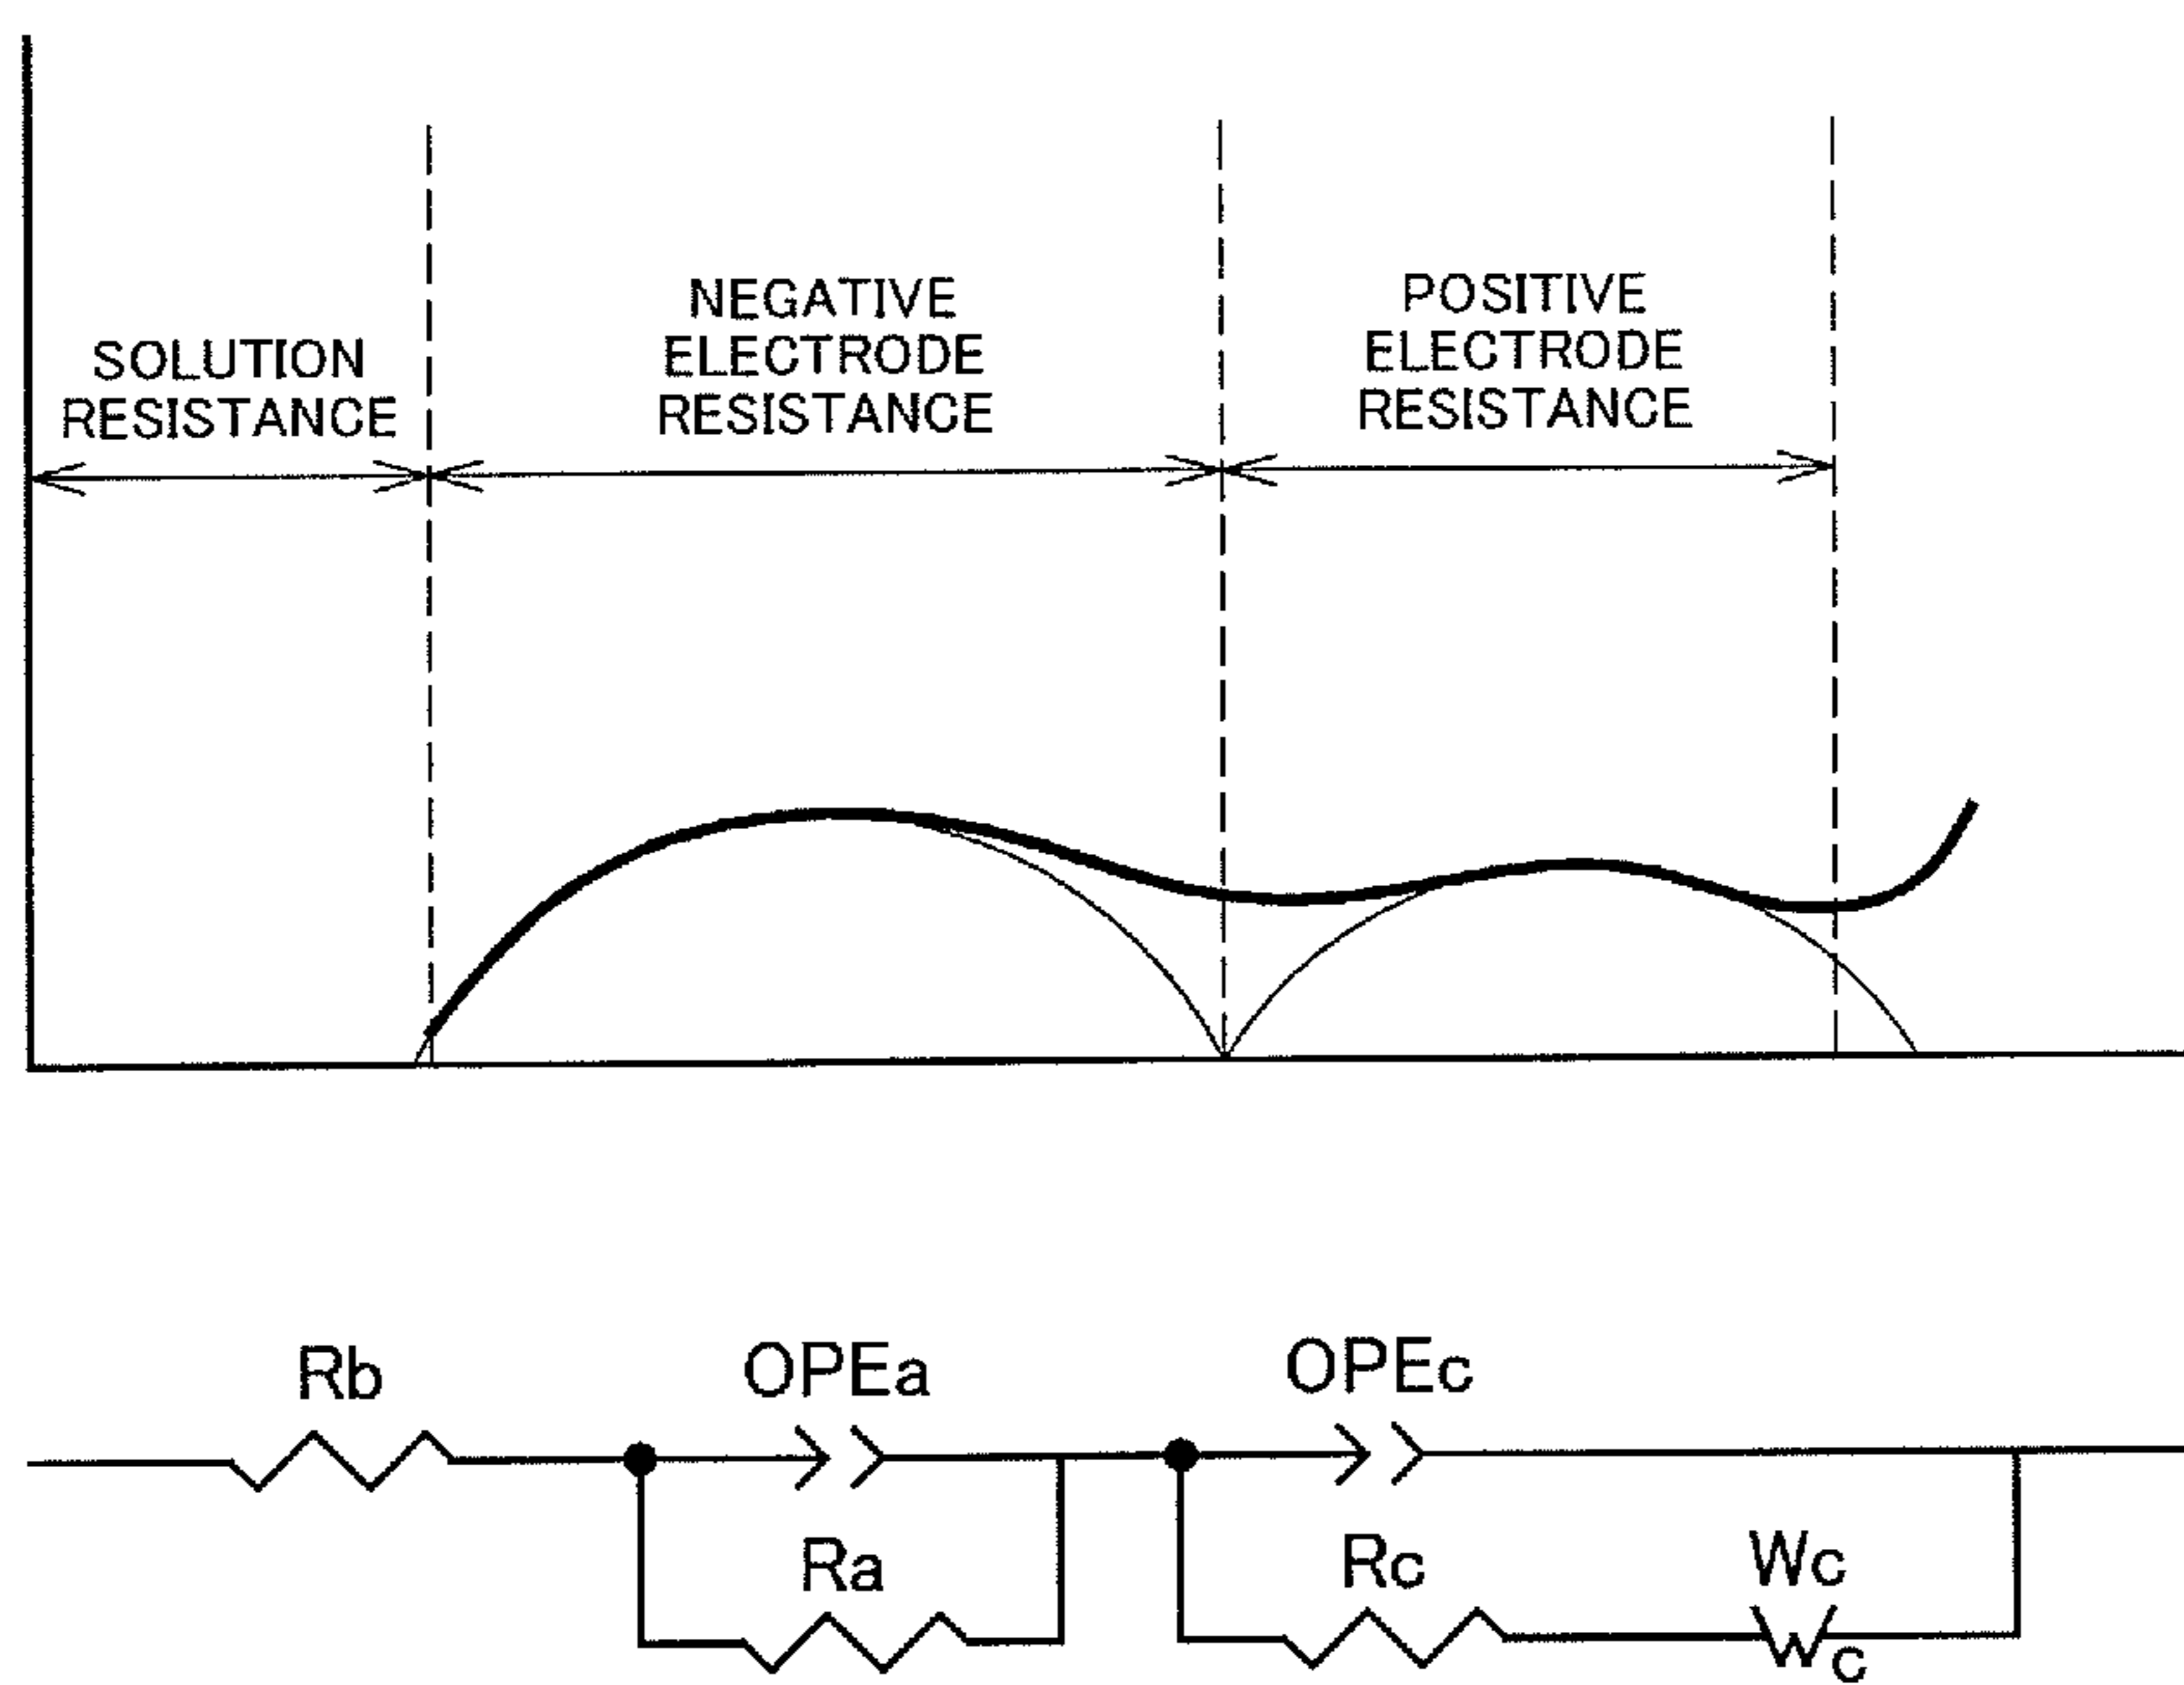 SOLUTION
RESISTANCE
NEGATIVE
ELECTRODE
RESISTANCE
POSITIVE
ELECTRODE
RESISTANCE
Rb
OPEa
OPEc
Ra
Rc
Wc
Wc